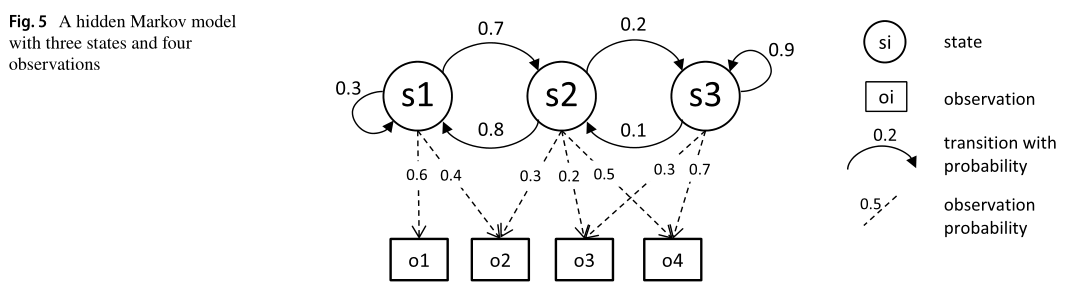 Fig. 5 A hidden Markov model
with three states and four
observations
0.7
0.2
0.9
0.3
s1
s2
s3
0.8
0.1
0.6
0.4
0.3
0.2
0.5
0.3
0.7
o1
o2
o3
o4
si
state
oi
observation
0.2
transition with
probability
0.5
observation
probability